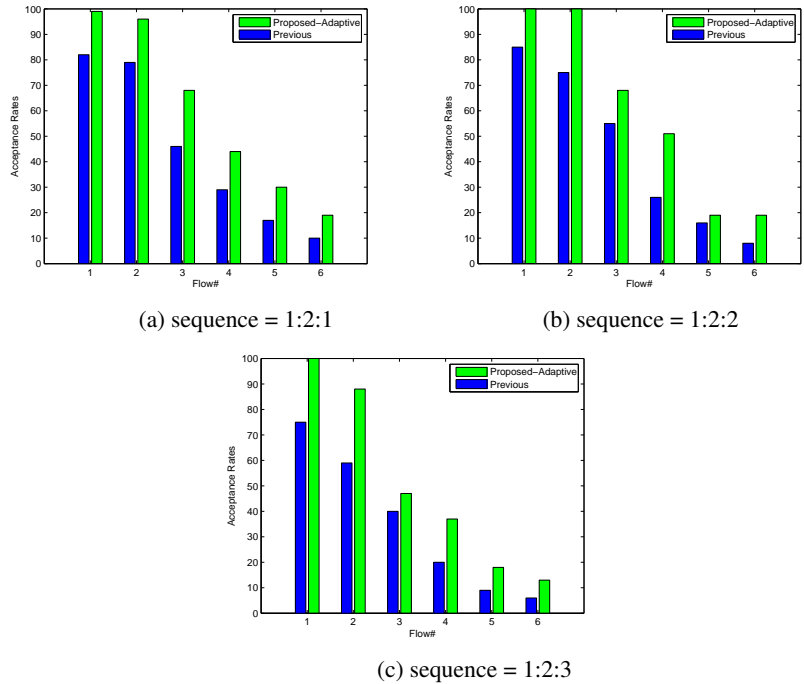 100
90
80
70
60
50
40
30
20
10
0
Acceptance Rates
Proposed−Adaptive
Previous
1 2 3 4 5 6
Flow#
(a) sequence = 1:2:1
100
90
80
70
60
50
40
30
20
10
0
Acceptance Rates
Proposed−Adaptive
Previous
1 2 3 4 5 6
Flow#
(b) sequence = 1:2:2
100
90
80
70
60
50
40
30
20
10
0
Acceptance Rates
Proposed−Adaptive
Previous
1 2 3 4 5 6
Flow#
(c) sequence = 1:2:3